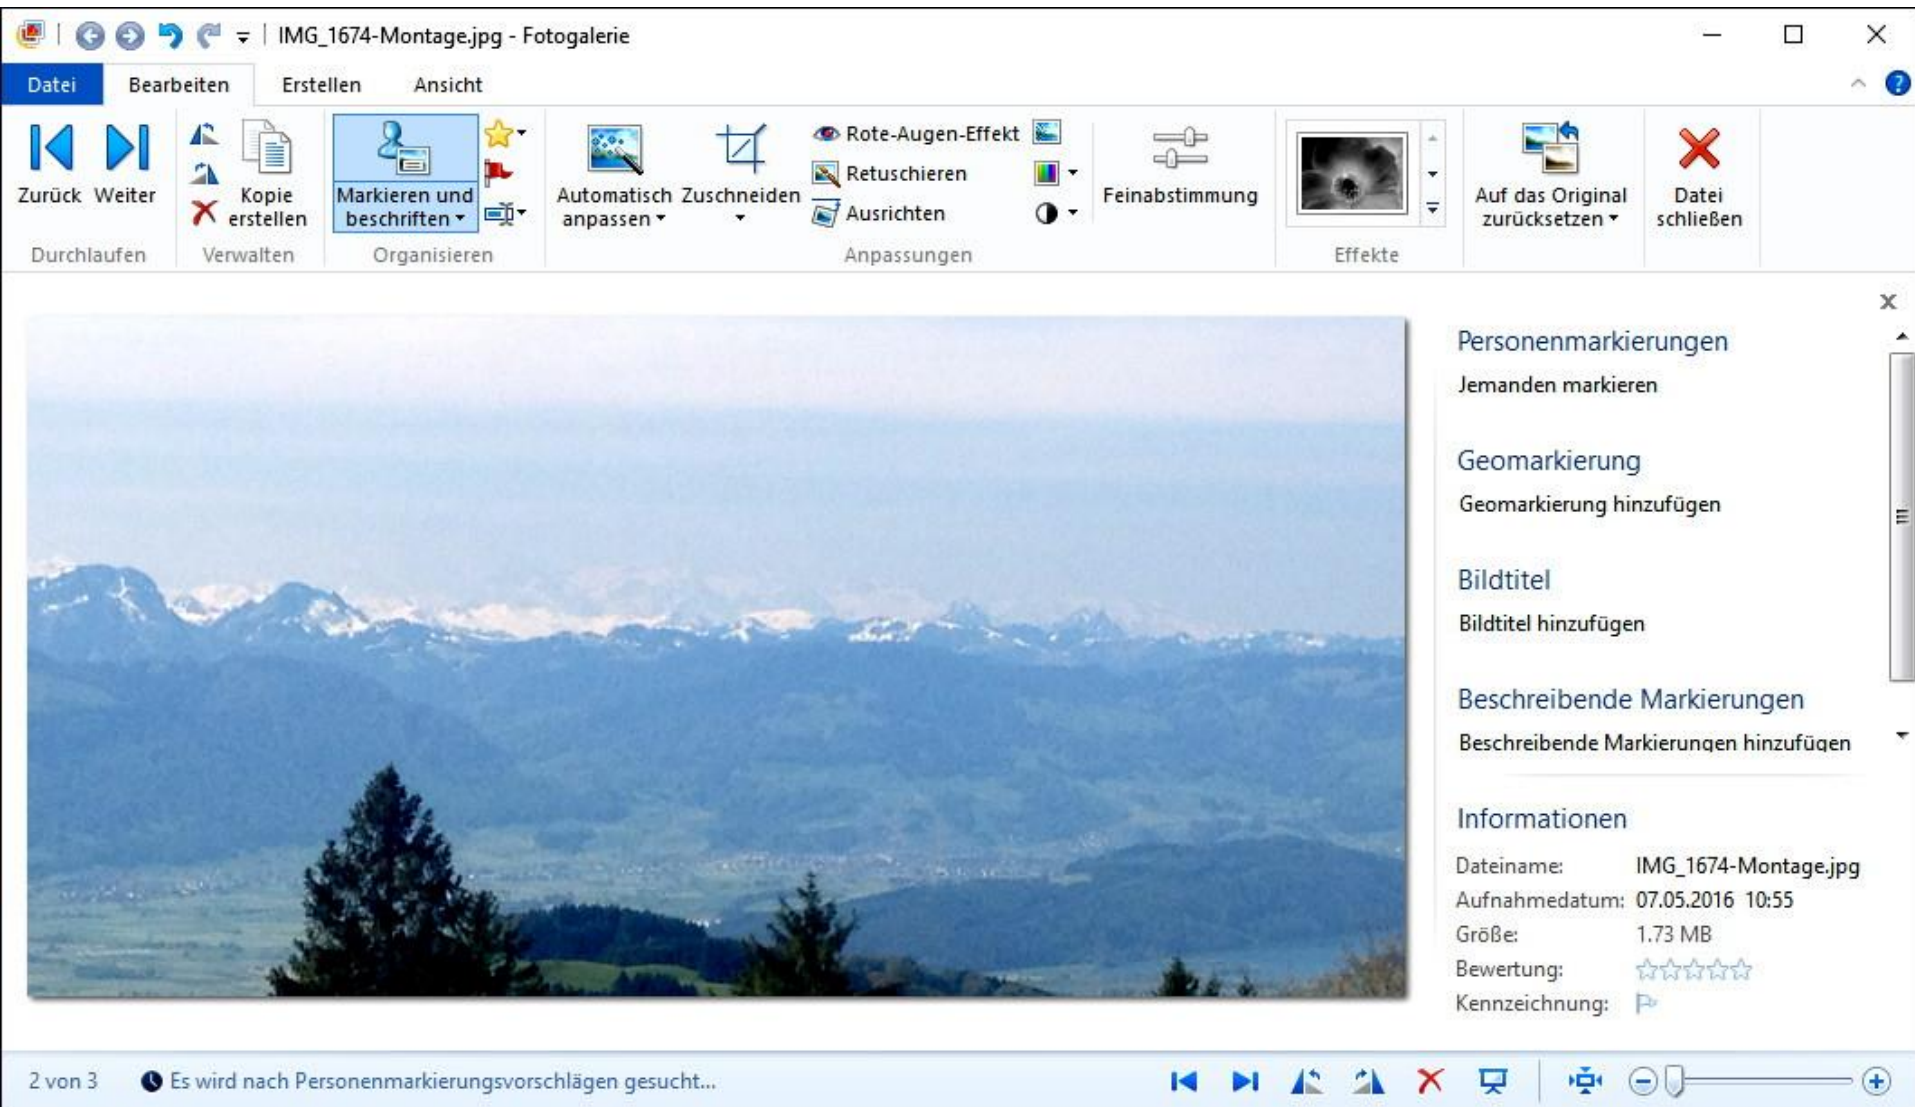 IMG_1674-Montage.jpg - Fotogalerie
Datei Bearbeiten Erstellen Ansicht
Zurück Weiter
Durchlaufen
Kopie
erstellen
Verwalten
Markieren und
beschriften
Organisieren
Automatisch
anpassen
Zuschneiden
Rote-Augen-Effekt
Retuschieren
Ausrichten
Feinabstimmung
Anpassungen
Effekte
Auf das Original
zurücksetzen
Datei
schließen
Personenmarkierungen
Jemanden markieren
Geomarkierung
Geomarkierung hinzufügen
Bildtitel
Bildtitel hinzufügen
Beschreibende Markierungen
Beschreibende Markierungen hinzufügen
Informationen
Dateiname: IMG_1674-Montage.jpg
Aufnahmedatum: 07.05.2016 10:55
Größe: 1.73 MB
Bewertung:
Kennzeichnung:
2 von 3 Es wird nach Personenmarkierungsvorschlägen gesucht...